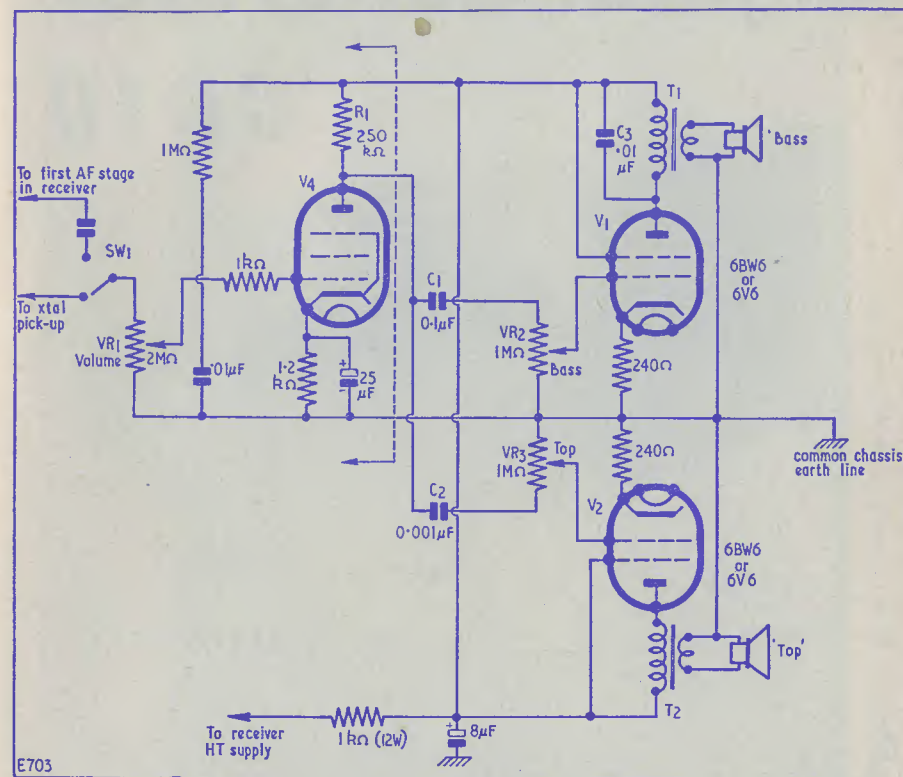 R1
250
kΩ
1MΩ
To first AF stage
in receiver
SW1
To xtal
pick-up
VR1
Volume
2MΩ
·01µF
1kΩ
V4
1·2
kΩ
+
25
µF
-
C1
0·1µF
VR2
1MΩ
Bass
C2
0·001µF
VR3
1MΩ
Top
C3
·01
µF
T1
'Bass
V1
6BW6
or
6V6
240Ω
240Ω
common chassis
earth line
V2
6BW6
or
6V6
'Top'
T2
To receiver
HT supply
1kΩ (12W)
+
8µF
E703